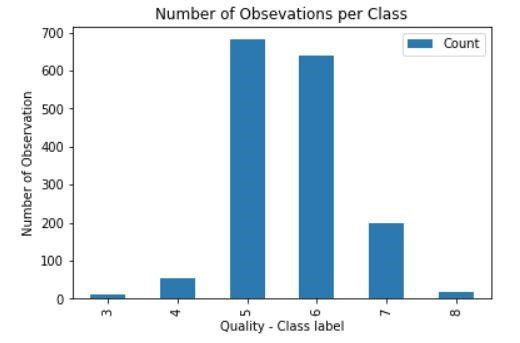 Number of Obsevations per Class
Count
700
600
500
400
300
200
100
0
Number of Observation
3 4 5 6 7 8
Quality - Class label